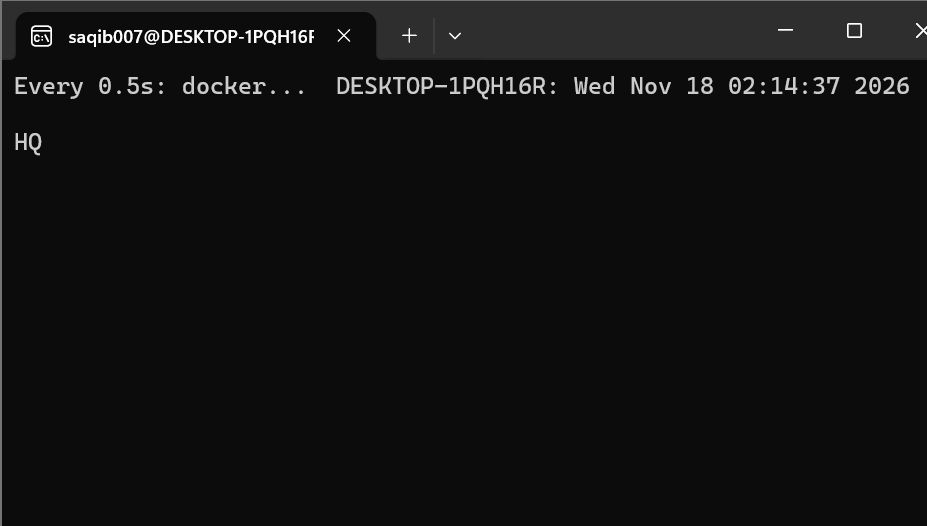 saqib007@DESKTOP-1PQH16R
Every 0.5s: docker...  DESKTOP-1PQH16R: Wed Nov 18 02:14:37 2026
HQ